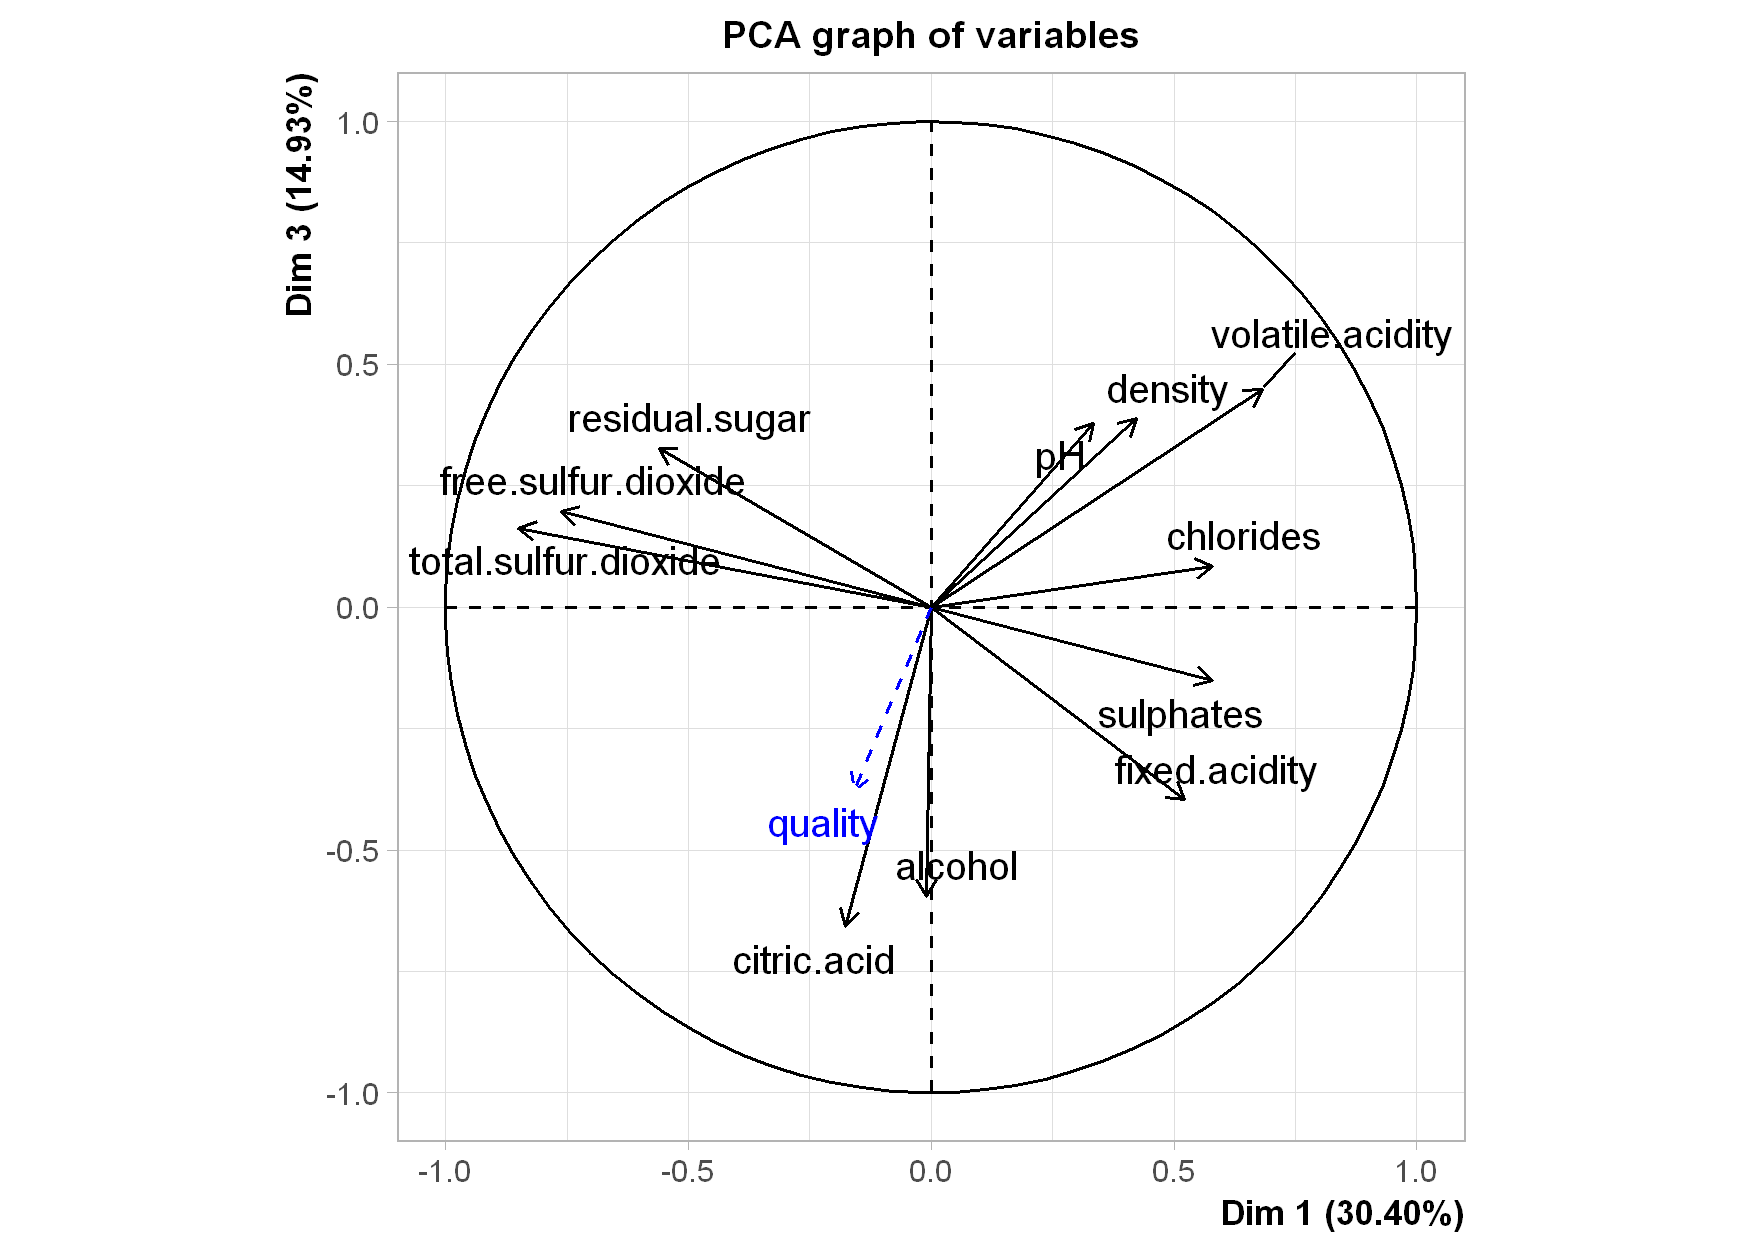 PCA graph of variables
Dim 3 (14.93%)
1.0
0.5
0.0
-0.5
-1.0
volatile.acidity
density
residual.sugar
pH
free.sulfur.dioxide
chlorides
total.sulfur.dioxide
sulphates
fixed.acidity
quality
alcohol
citric.acid
-1.0 -0.5 0.0 0.5 1.0
Dim 1 (30.40%)